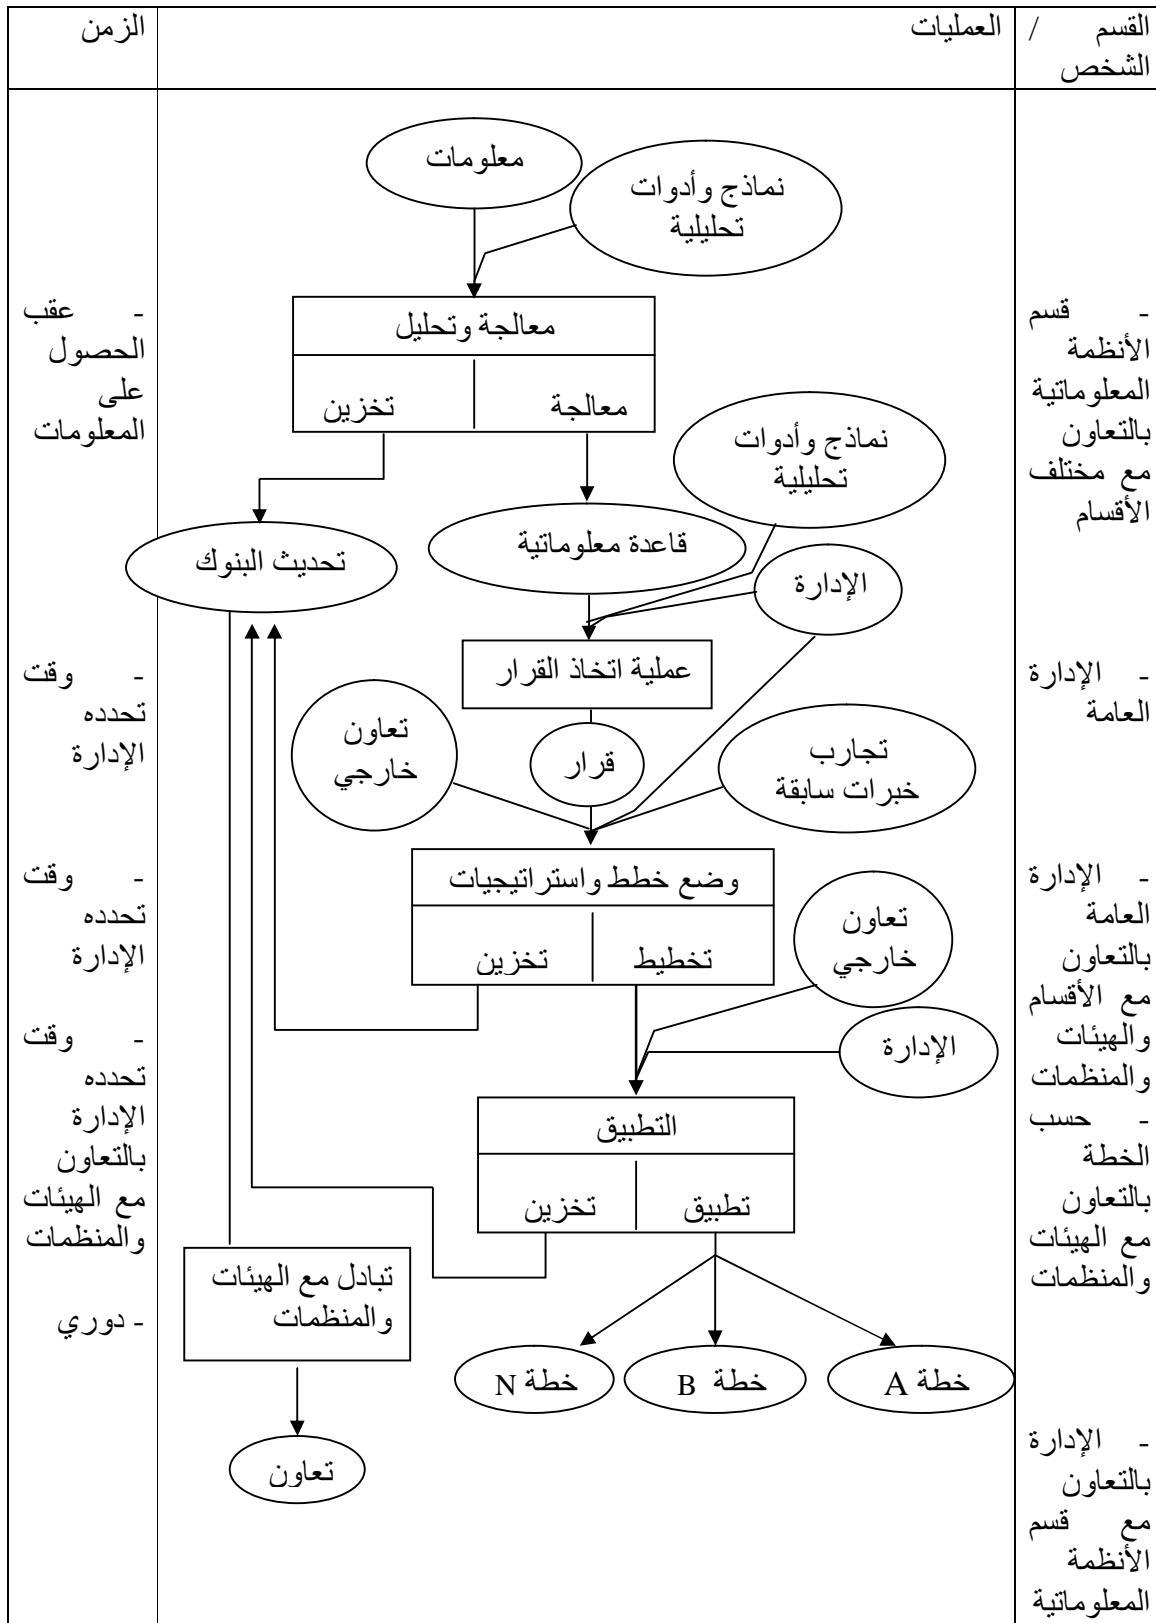 القسم /
الشخص
العمليات
الزمن
معلومات
نماذج وأدوات
تحليلية
معالجة وتحليل
معالجة
تخزين
- قسم
الأنظمة
المعلوماتية
بالتعاون
مع مختلف
الأقسام
- عقب
الحصول
على
المعلومات
نماذج وأدوات
تحليلية
قاعدة معلوماتية
تحديث البنوك
الإدارة
عملية اتخاذ القرار
- الإدارة
العامة
- وقت
تحدده
الإدارة
قرار
تعاون
خارجي
تجارب
خبرات سابقة
وضع خطط واستراتيجيات
تخطيط
تخزين
- الإدارة
العامة
بالتعاون
مع الأقسام
والهيئات
والمنظمات
- وقت
تحدده
الإدارة
تعاون
خارجي
الإدارة
التطبيق
تطبيق
تخزين
- حسب
الخطة
بالتعاون
مع الهيئات
والمنظمات
- وقت
تحدده
الإدارة
بالتعاون
مع الهيئات
والمنظمات
تبادل مع الهيئات
والمنظمات
- دوري
خطة A
خطة B
خطة N
تعاون
- الإدارة
بالتعاون
مع قسم
الأنظمة
المعلوماتية